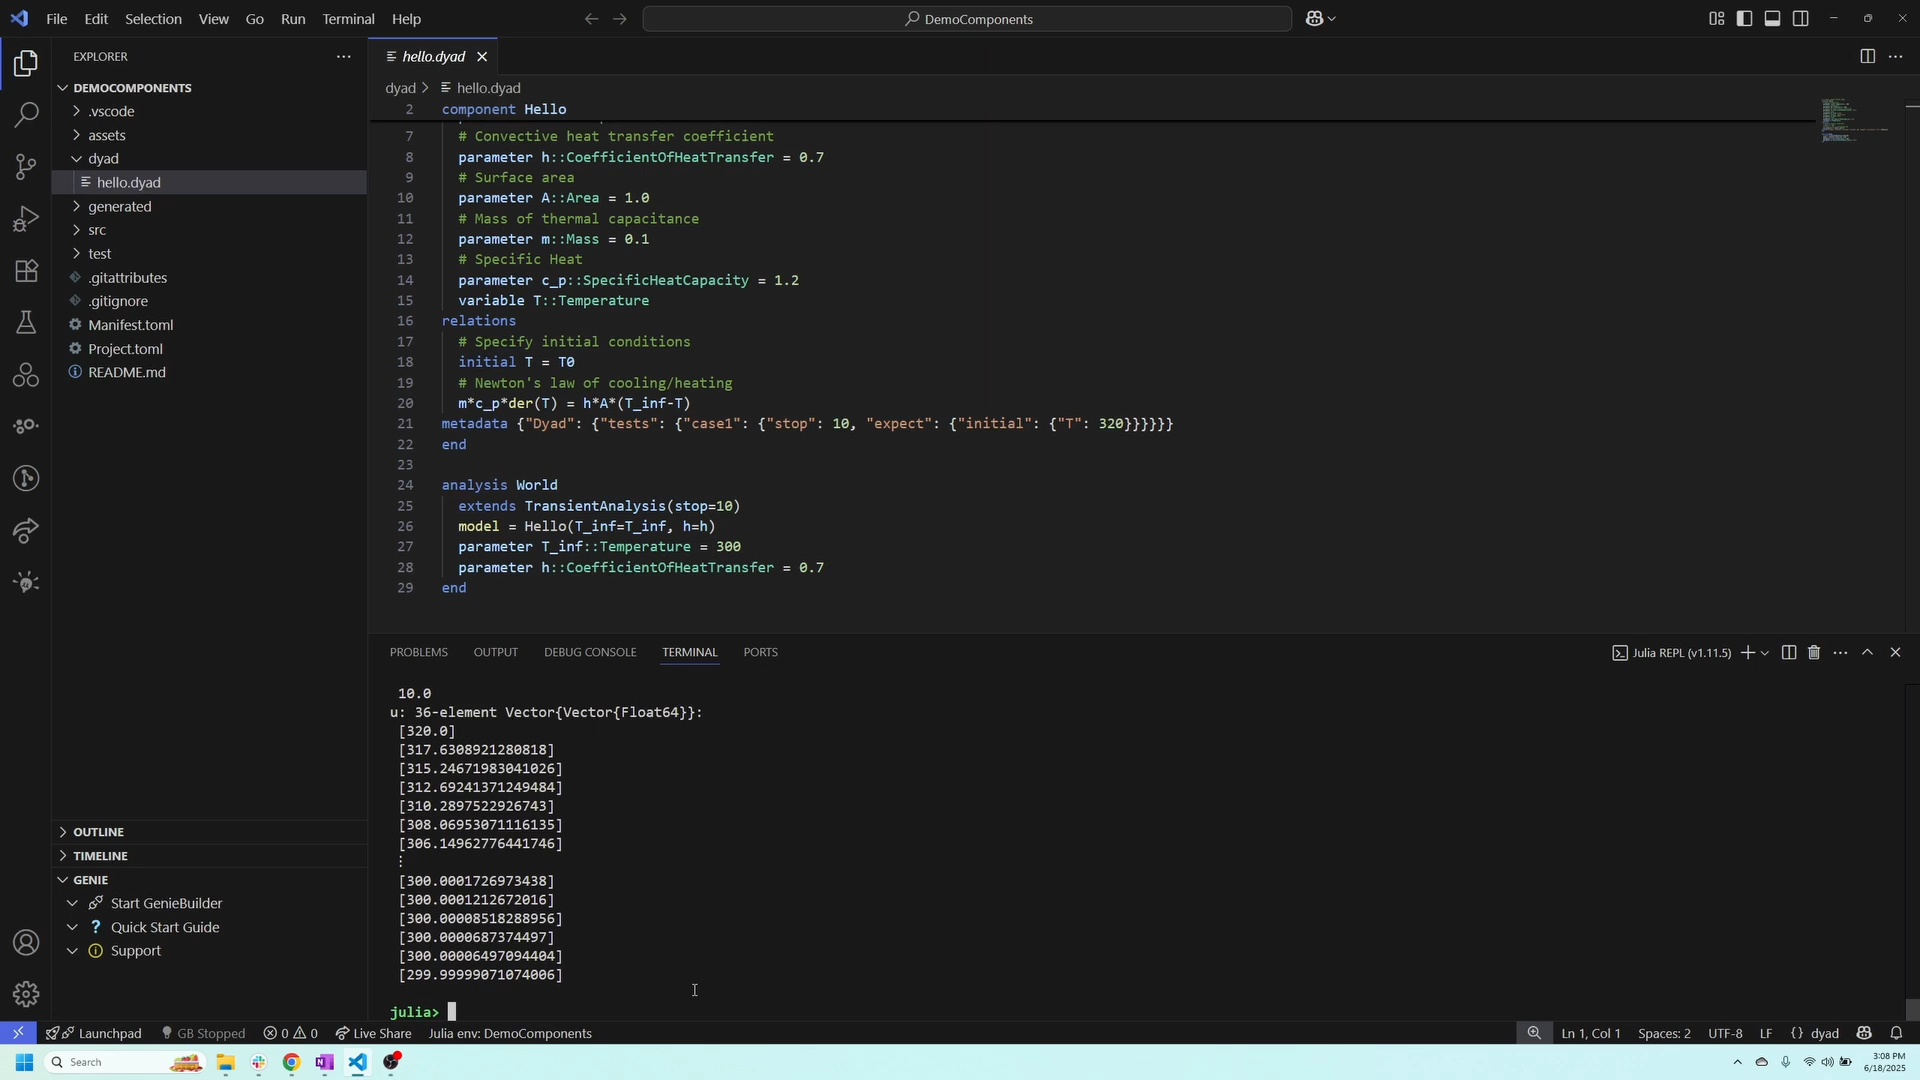 File Edit Selection View Go Run Terminal Help
DemoComponents
EXPLORER
DEMOCOMPONENTS
.vscode
assets
dyad
hello.dyad
generated
src
test
.gitattributes
.gitignore
Manifest.toml
Project.toml
README.md
OUTLINE
TIMELINE
GENIE
Start GenieBuilder
Quick Start Guide
Support
hello.dyad
dyad > hello.dyad
2 component Hello
7 # Convective heat transfer coefficient
8 parameter h::CoefficientOfHeatTransfer = 0.7
9 # Surface area
10 parameter A::Area = 1.0
11 # Mass of thermal capacitance
12 parameter m::Mass = 0.1
13 # Specific Heat
14 parameter c_p::SpecificHeatCapacity = 1.2
15 variable T::Temperature
16 relations
17 # Specify initial conditions
18 initial T = T0
19 # Newton's law of cooling/heating
20 m*c_p*der(T) = h*A*(T_inf-T)
21 metadata {"Dyad": {"tests": {"case1": {"stop": 10, "expect": {"initial": {"T": 320}}}}}}
22 end
23
24 analysis World
25 extends TransientAnalysis(stop=10)
26 model = Hello(T_inf=T_inf, h=h)
27 parameter T_inf::Temperature = 300
28 parameter h::CoefficientOfHeatTransfer = 0.7
29 end
PROBLEMS OUTPUT DEBUG CONSOLE TERMINAL PORTS
Julia REPL (v1.11.5)
10.0
u: 36-element Vector{Vector{Float64}}:
[320.0]
[317.6308921280818]
[315.24671983041026]
[312.69241371249484]
[310.2897522926743]
[308.06953071116135]
[306.14962776441746]
⋮
[300.0001726973438]
[300.0001212672016]
[300.00008518288956]
[300.0000687374497]
[300.00006497094404]
[299.99999071074006]
julia>
Launchpad GB Stopped 0 0 Live Share Julia env: DemoComponents
Ln 1, Col 1 Spaces: 2 UTF-8 LF {} dyad
Search
3:08 PM
6/18/2025